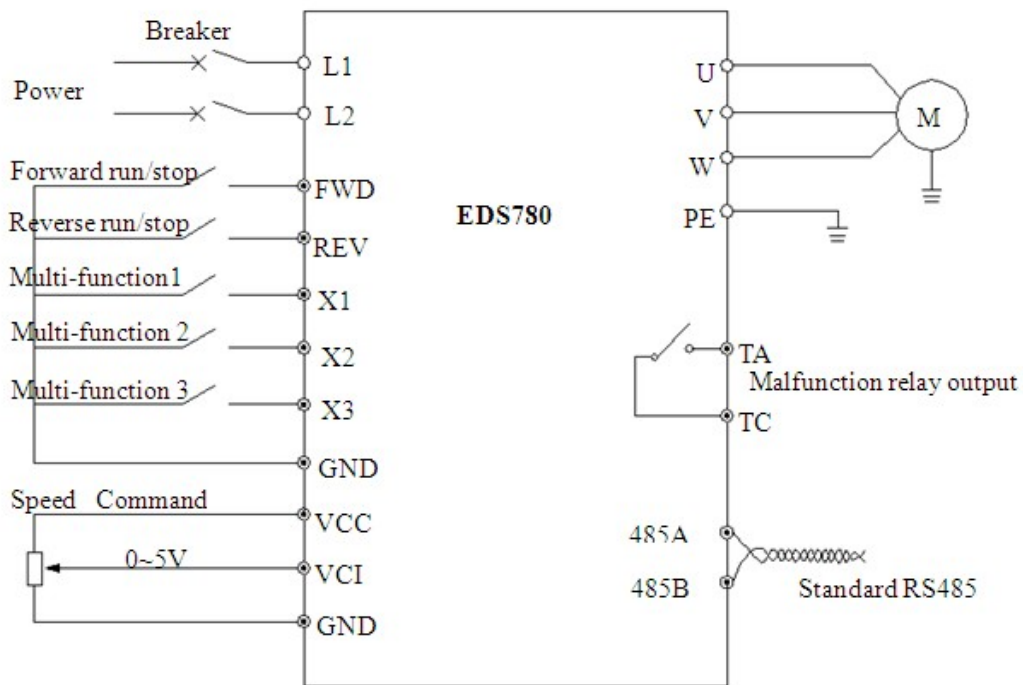 Breaker
L1
Power
L2
Forward run/stop
FWD
Reverse run/stop
REV
Multi-function1
X1
Multi-function 2
X2
Multi-function 3
X3
GND
Speed Command
VCC
0~5V
VCI
GND
EDS780
U
V
W
M
PE
TA
Malfunction relay output
TC
485A
485B
Standard RS485